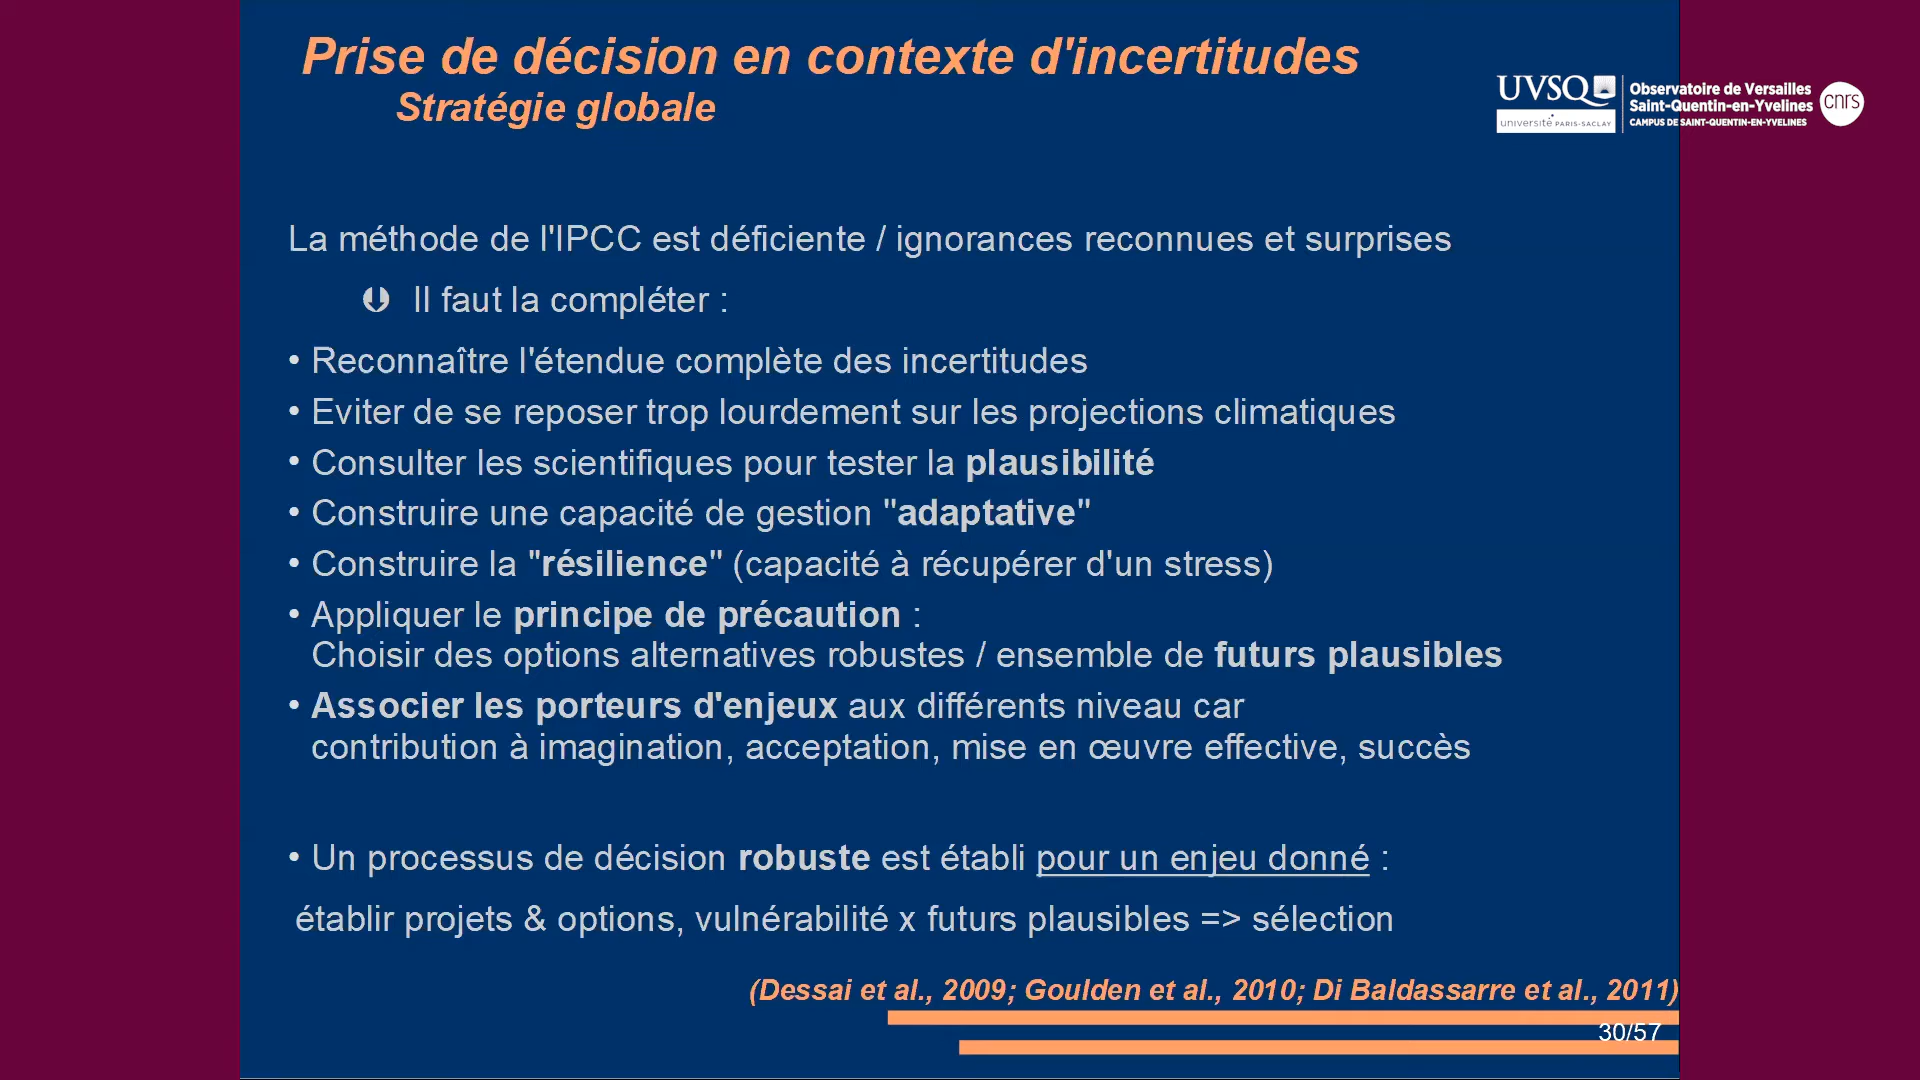 Prise de décision en contexte d'incertitudes
Stratégie globale
UVSQ
université PARIS-SACLAY
Observatoire de Versailles
Saint-Quentin-en-Yvelines
CAMPUS DE SAINT-QUENTIN-EN-YVELINES
cnrs
La méthode de l'IPCC est déficiente / ignorances reconnues et surprises
Il faut la compléter :
• Reconnaître l'étendue complète des incertitudes
• Eviter de se reposer trop lourdement sur les projections climatiques
• Consulter les scientifiques pour tester la plausibilité
• Construire une capacité de gestion "adaptative"
• Construire la "résilience" (capacité à récupérer d'un stress)
• Appliquer le principe de précaution :
Choisir des options alternatives robustes / ensemble de futurs plausibles
• Associer les porteurs d'enjeux aux différents niveau car
contribution à imagination, acceptation, mise en œuvre effective, succès
• Un processus de décision robuste est établi pour un enjeu donné :
établir projets & options, vulnérabilité x futurs plausibles => sélection
(Dessai et al., 2009; Goulden et al., 2010; Di Baldassarre et al., 2011)
30/57